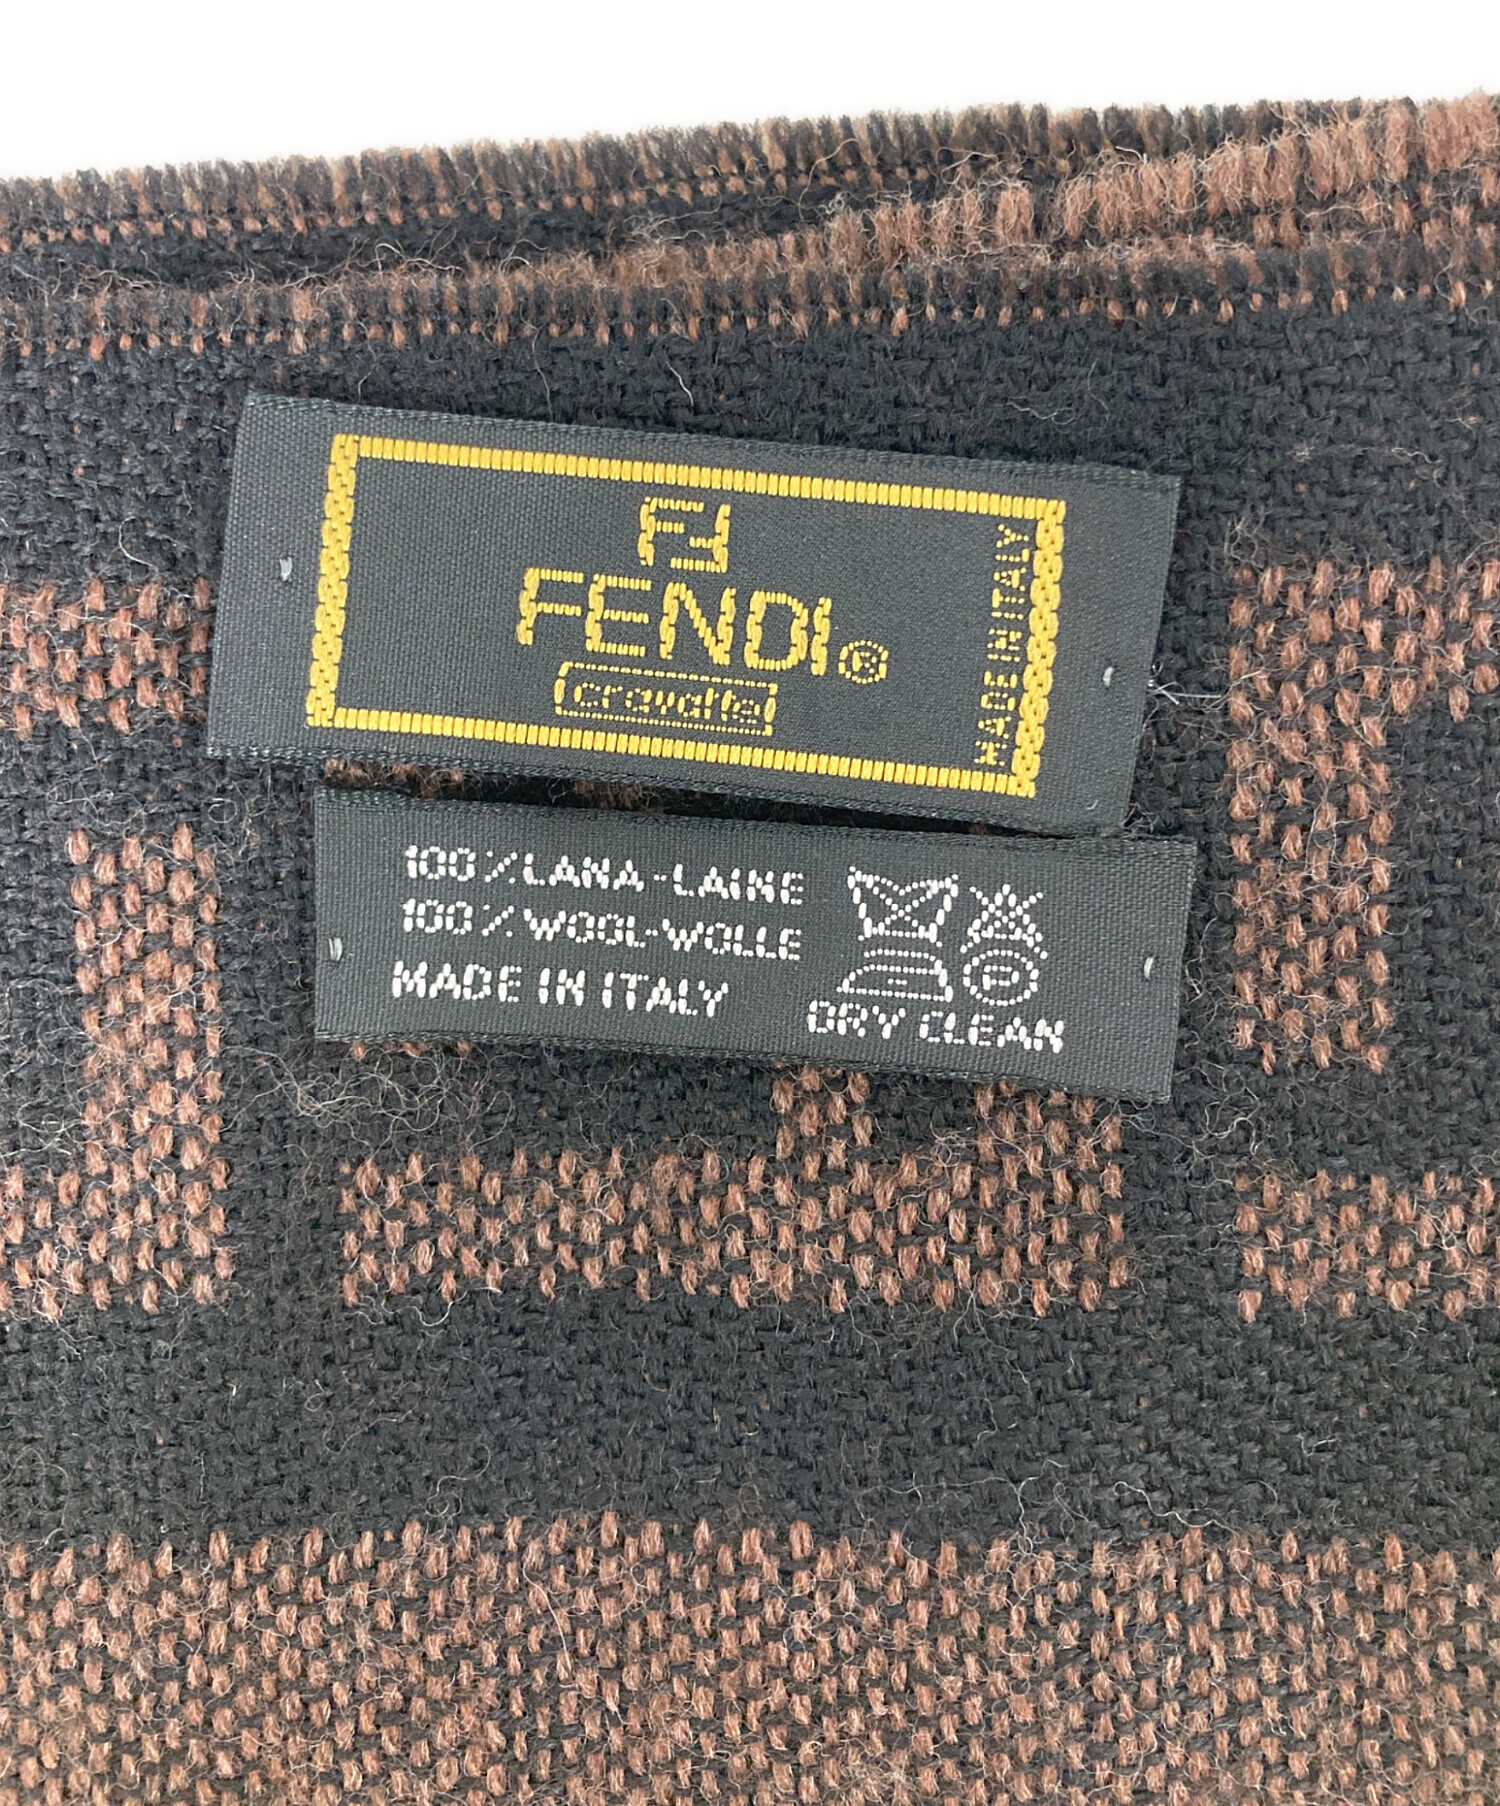 FF
FENDI®
cravatte
MADE IN ITALY
100% LANA-LAINE
100% WOOL-WOLLE
MADE IN ITALY
P
DRY CLEAN